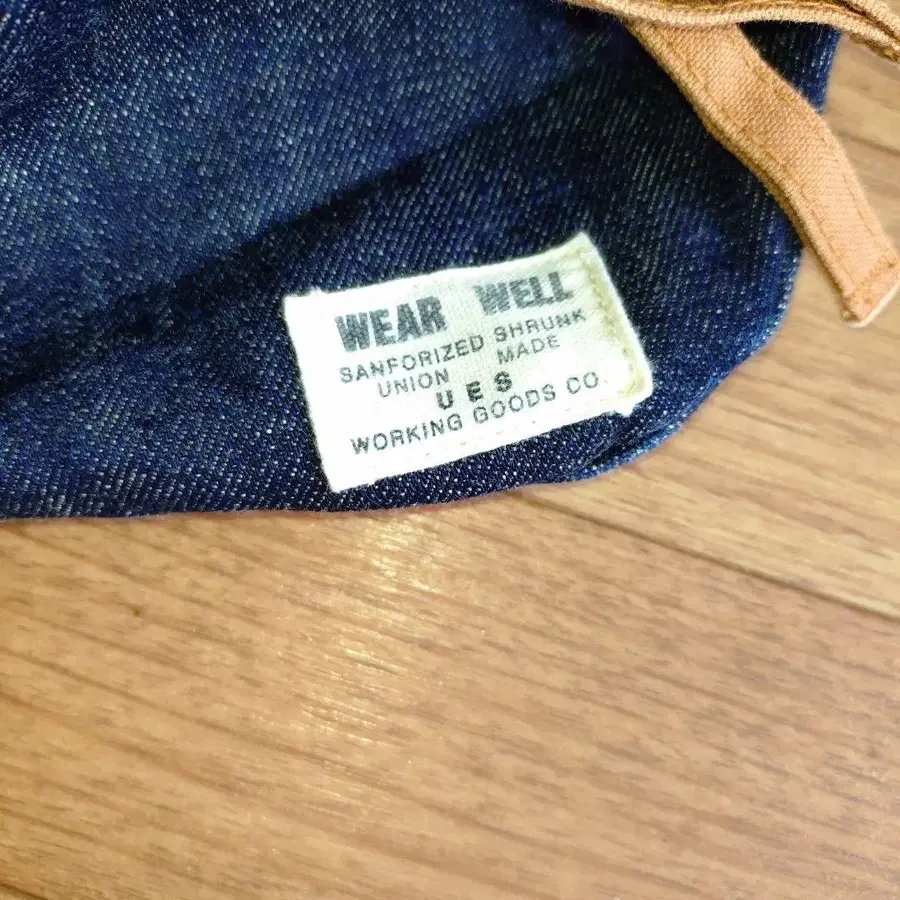 WEAR WELL
SANFORIZED SHRUNK
UNION MADE
UES
WORKING GOODS CO.